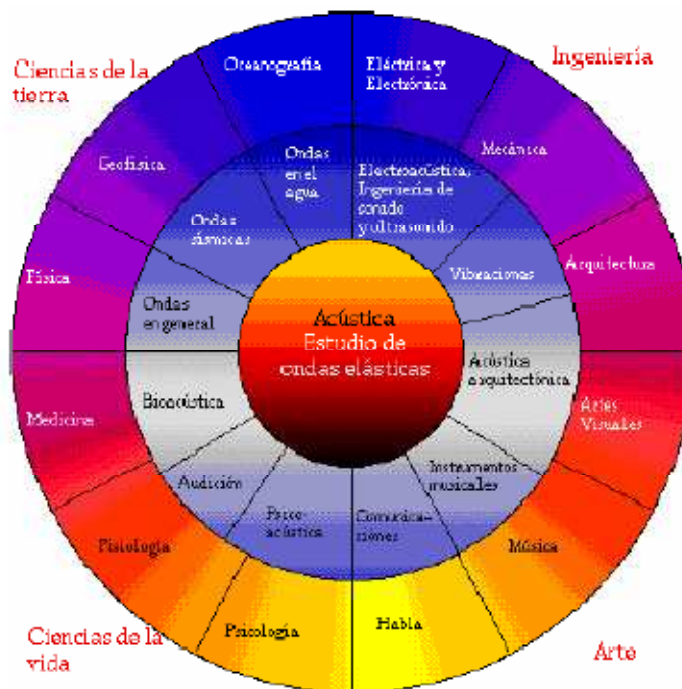 Ciencias de la
tierra
Oceanografía
Eléctrica y
Electrónica
Ingeniería
Geofísica
Mecánica
Ondas
en el
agua
Electroacústica,
Ingeniería de
sonido
y ultrasonido
Ondas
sísmicas
Física
Vibraciones
Arquitectura
Ondas
en general
Acústica
Estudio de
ondas elásticas
Acústica
arquitectónica
Medicina
Bioacústica
Artes
Visuales
Audición
Instrumentos
musicales
Psico-
acústica
Comunica-
ciones
Fisiología
Música
Psicología
Habla
Ciencias de la
vida
Arte